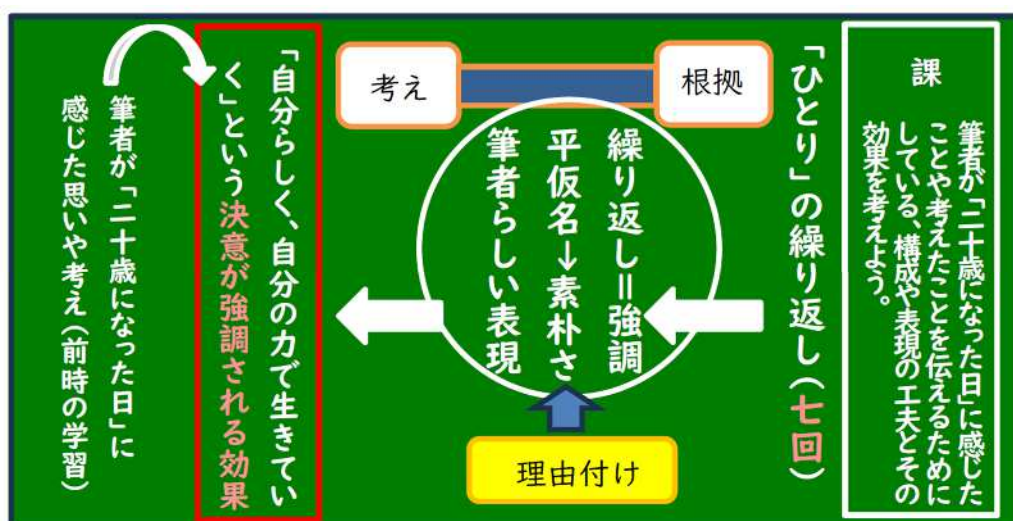 課
筆者が「二十歳になった日」に感じた
ことや考えたことを伝えるために
している、構成や表現の工夫とその
効果を考えよう。
「ひとり」の繰り返し(七回)
根拠
考え
繰り返し=強調
平仮名→素朴さ
筆者らしい表現
理由付け
「自分らしく、自分の力で生きてい
く」という決意が強調される効果
筆者が「二十歳になった日」に
感じた思いや考え(前時の学習)